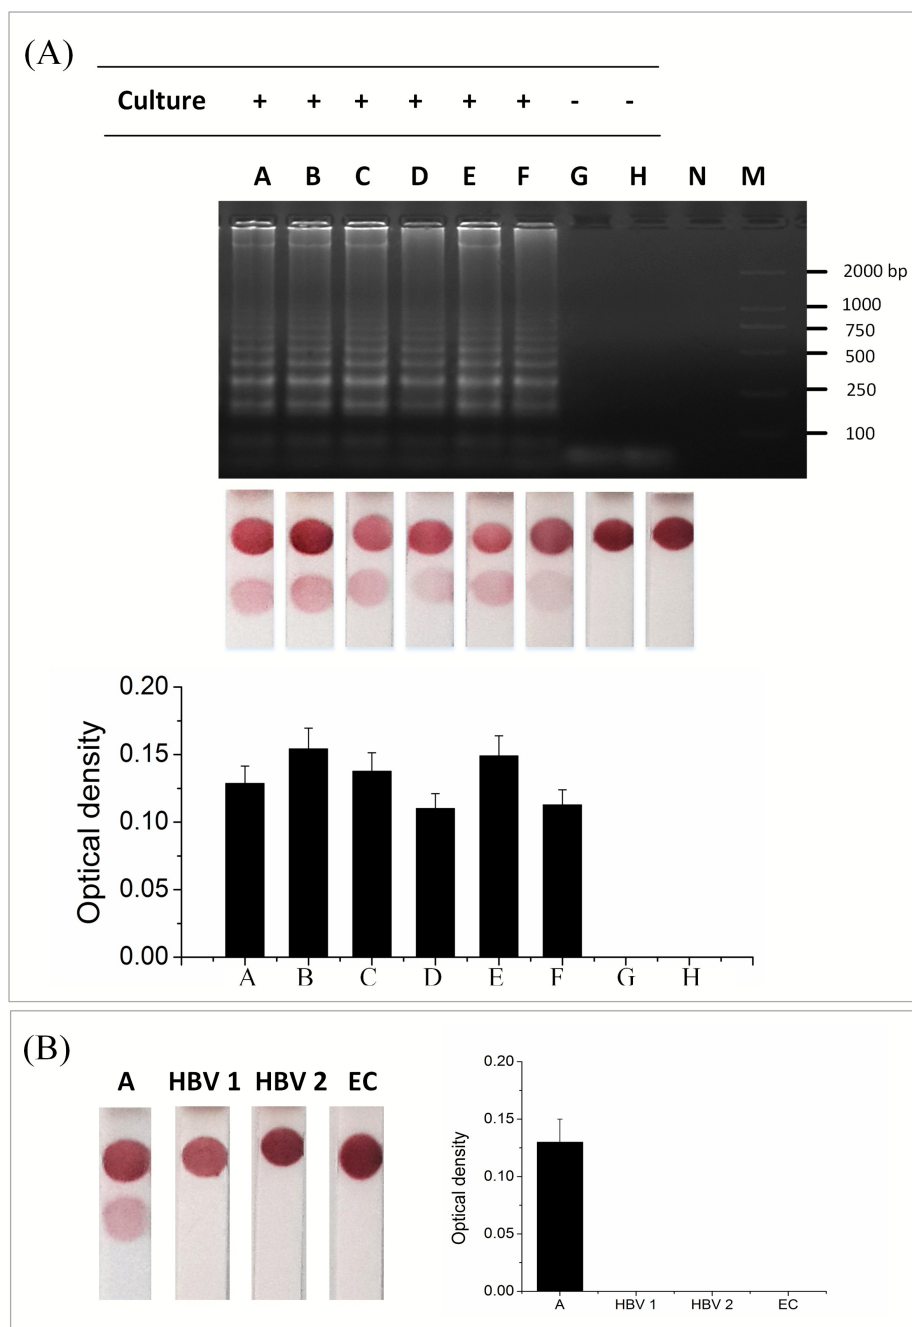 (A)
Culture + + + + + + - -
A B C D E F G H N M
2000 bp
1000
750
500
250
100
0.20
0.15
0.10
0.05
0.00
Optical density
A B C D E F G H
(B)
A HBV 1 HBV 2 EC
0.20
0.15
0.10
0.05
0.00
Optical density
A HBV 1 HBV 2 EC